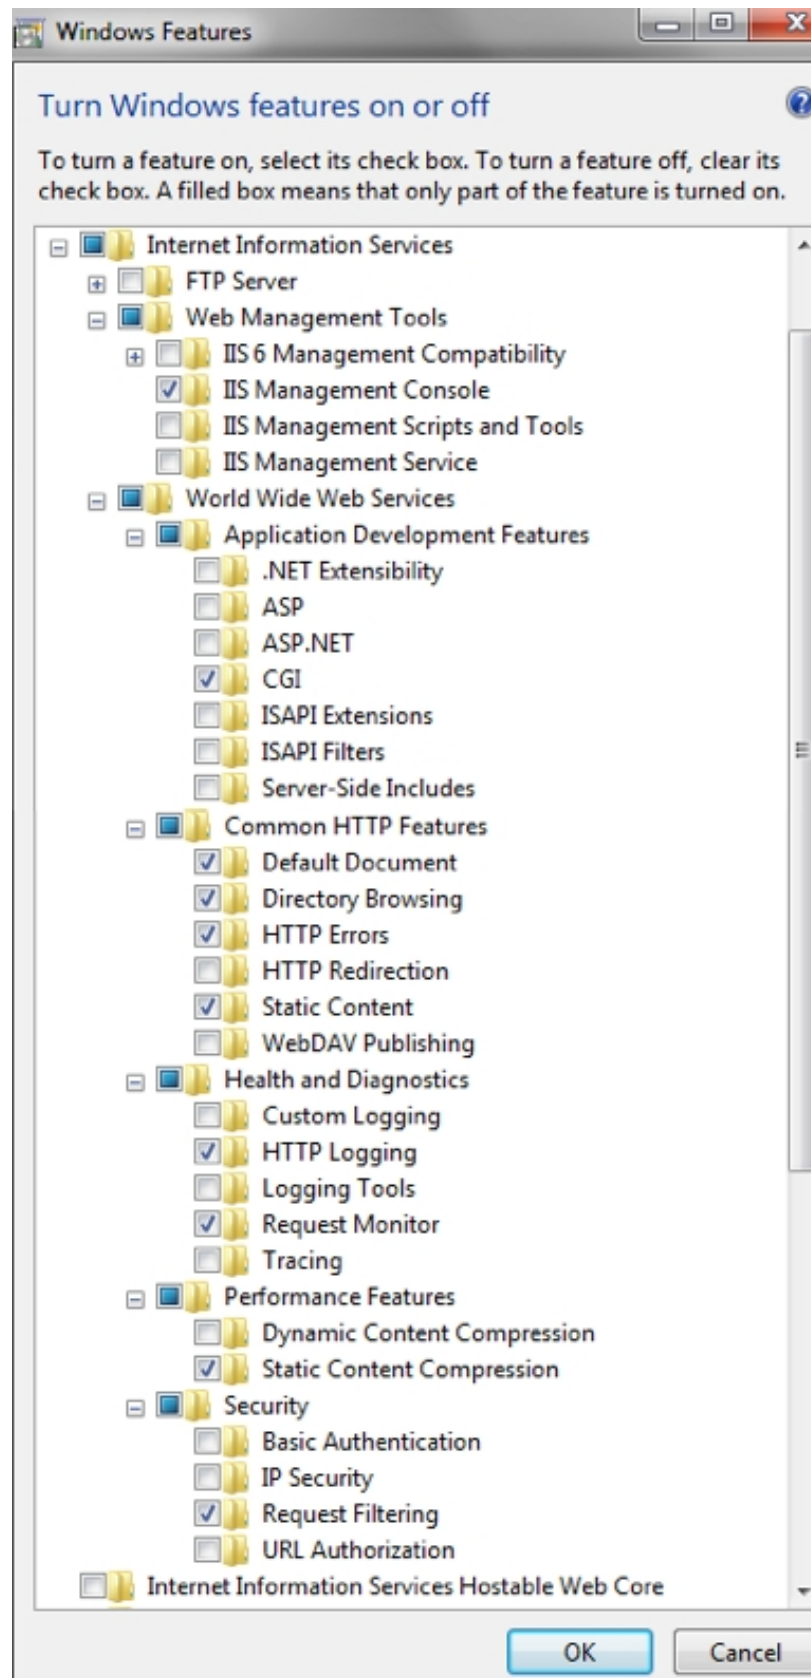 Windows Features
Turn Windows features on or off
To turn a feature on, select its check box. To turn a feature off, clear its
check box. A filled box means that only part of the feature is turned on.
Internet Information Services
FTP Server
Web Management Tools
IIS 6 Management Compatibility
IIS Management Console
IIS Management Scripts and Tools
IIS Management Service
World Wide Web Services
Application Development Features
.NET Extensibility
ASP
ASP.NET
CGI
ISAPI Extensions
ISAPI Filters
Server-Side Includes
Common HTTP Features
Default Document
Directory Browsing
HTTP Errors
HTTP Redirection
Static Content
WebDAV Publishing
Health and Diagnostics
Custom Logging
HTTP Logging
Logging Tools
Request Monitor
Tracing
Performance Features
Dynamic Content Compression
Static Content Compression
Security
Basic Authentication
IP Security
Request Filtering
URL Authorization
Internet Information Services Hostable Web Core
OK Cancel